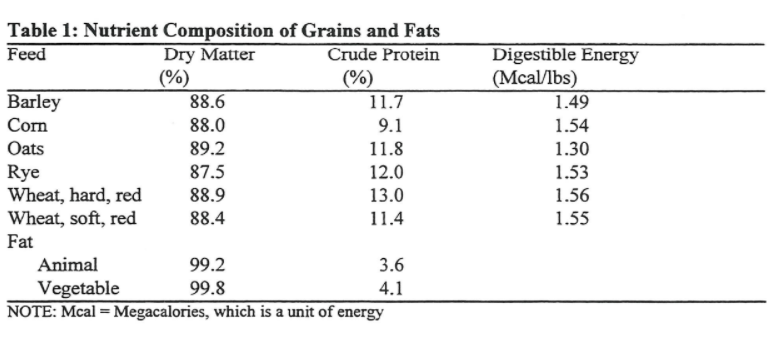 Table 1: Nutrient Composition of Grains and Fats
Feed Dry Matter Crude Protein Digestible Energy
(%) (%) (Mcal/lbs)
Barley 88.6 11.7 1.49
Corn 88.0 9.1 1.54
Oats 89.2 11.8 1.30
Rye 87.5 12.0 1.53
Wheat, hard, red 88.9 13.0 1.56
Wheat, soft, red 88.4 11.4 1.55
Fat
Animal 99.2 3.6
Vegetable 99.8 4.1
NOTE: Mcal = Megacalories, which is a unit of energy